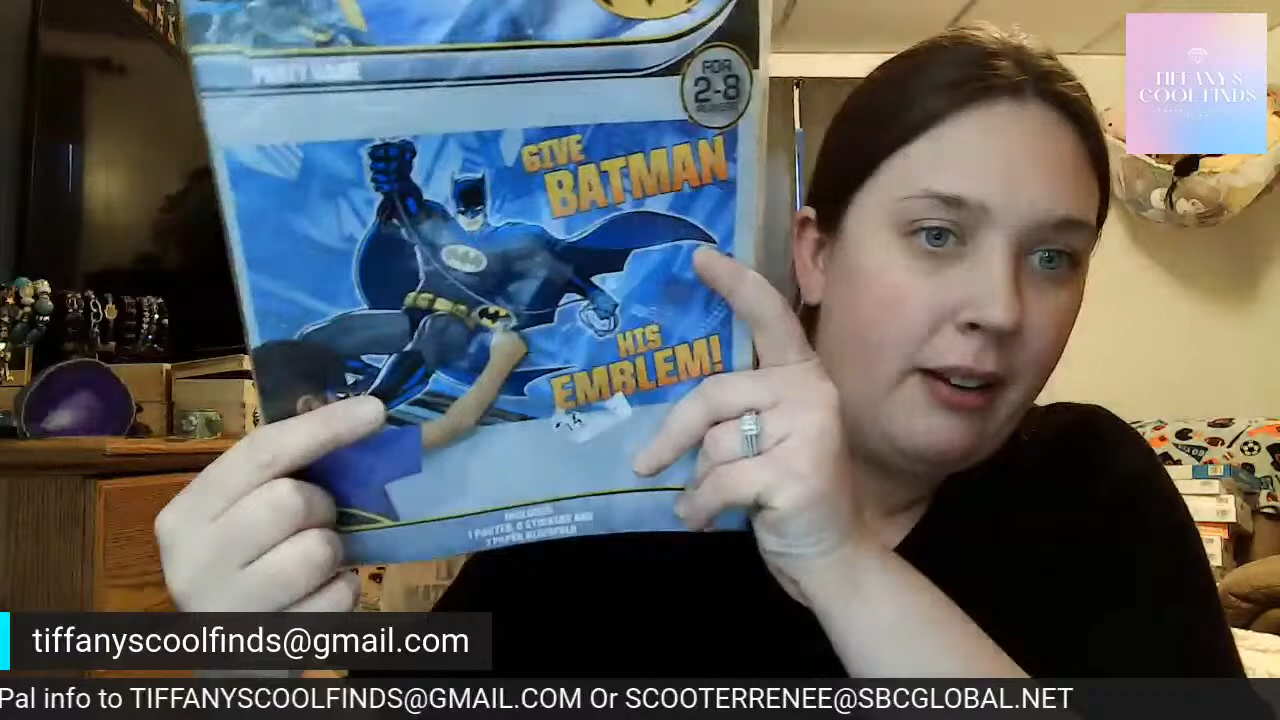 PARTY GAME
FOR
2-8
PLAYERS
GIVE
BATMAN
HIS
EMBLEM!
INCLUDES
1 POSTER, 8 STICKERS AND
1 PAPER BLINDFOLD
TIFFANY'S
COOL FINDS
tiffanyscoolfinds@gmail.com
Pal info to TIFFANYSCOOLFINDS@GMAIL.COM Or SCOOTERRENEE@SBCGLOBAL.NET